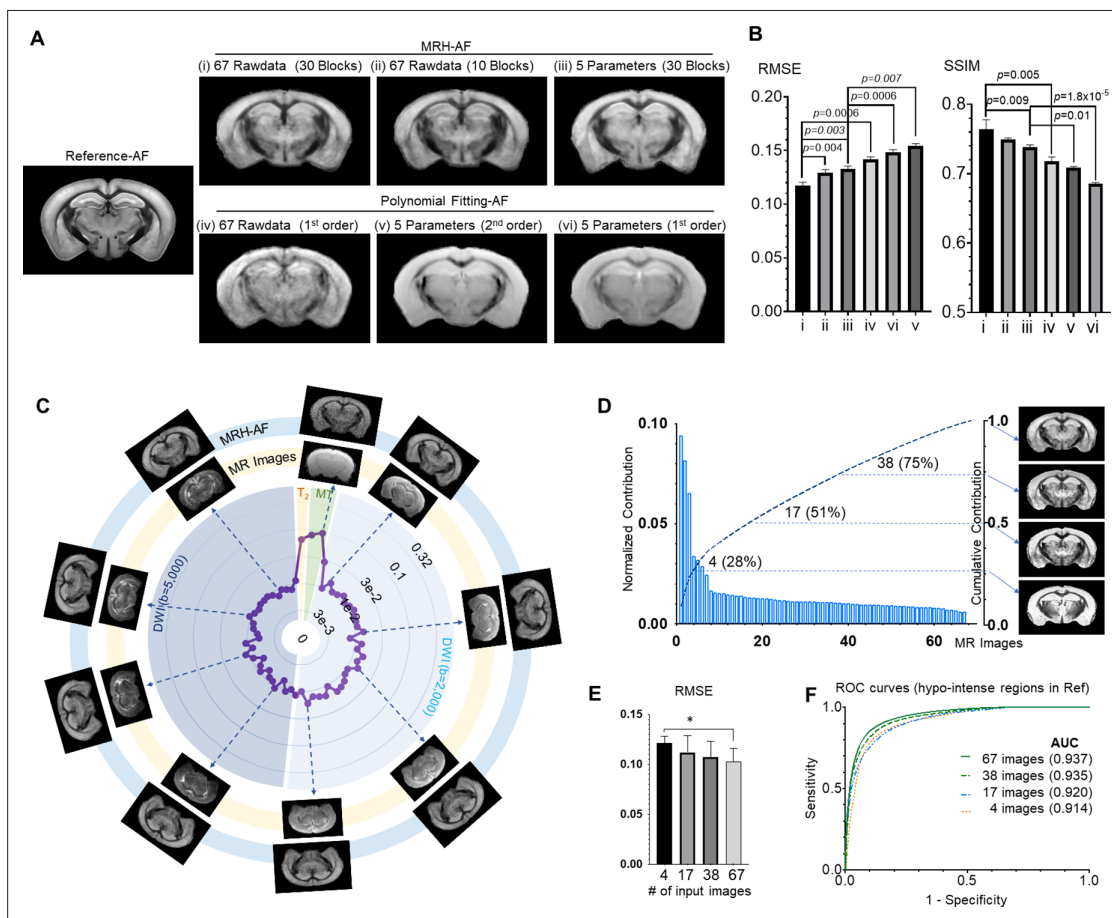 A
MRH-AF
(i) 67 Rawdata (30 Blocks)
(ii) 67 Rawdata (10 Blocks)
(iii) 5 Parameters (30 Blocks)
Reference-AF
Polynomial Fitting-AF
(iv) 67 Rawdata (1st order)
(v) 5 Parameters (2nd order)
(vi) 5 Parameters (1st order)
B
RMSE
p=0.007
p=0.0006
p=0.0006
p=0.003
p=0.004
0.20
0.15
0.10
0.05
0.00
i ii iii iv vi v
SSIM
p=0.005
p=1.8x10-5
p=0.009
p=0.01
0.8
0.7
0.6
0.5
i ii iii iv v vi
C
MRH-AF
MR Images
T2
MT
DWI (b=5,000)
DWI (b=2,000)
0.32
0.1
3e-2
1e-2
3e-3
0
D
Normalized Contribution
0.10
0.05
0.00
0
20
40
60
MR Images
38 (75%)
17 (51%)
4 (28%)
Cumulative Contribution
1.0
0.5
0.0
E
RMSE
*
0.15
0.10
0.05
0.00
4 17 38 67
# of input images
F
ROC curves (hypo-intense regions in Ref)
Sensitivity
1.0
0.5
0.0
AUC
67 images (0.937)
38 images (0.935)
17 images (0.920)
4 images (0.914)
0.0
0.5
1.0
1 - Specificity